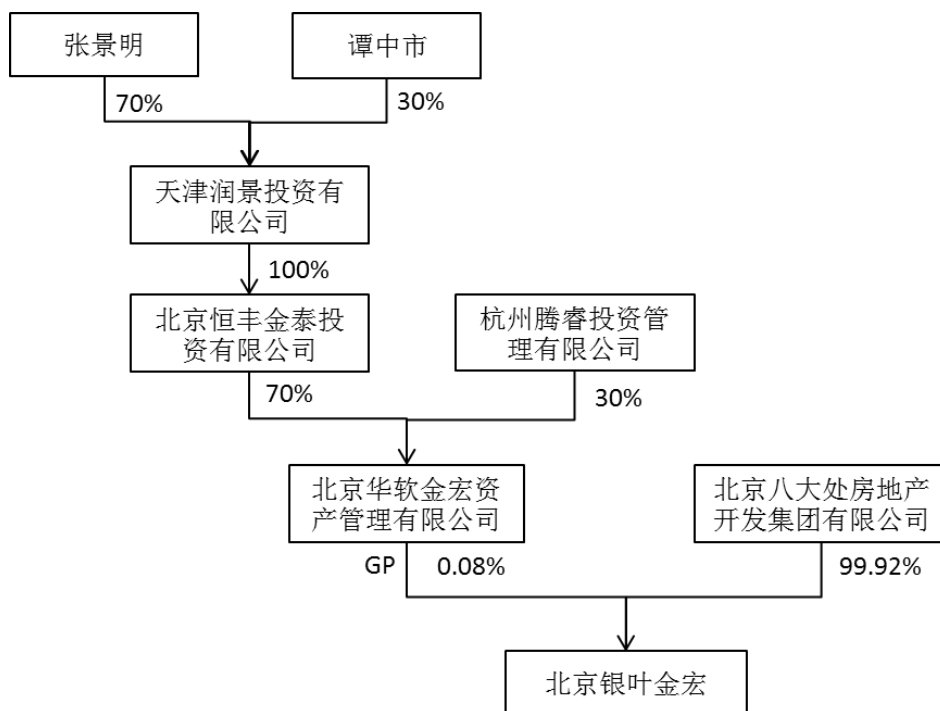 张景明
谭中市
70%
30%
天津润景投资有
限公司
100%
北京恒丰金泰投
资有限公司
杭州腾睿投资管
理有限公司
70%
30%
北京华软金宏资
产管理有限公司
北京八大处房地产
开发集团有限公司
GP
0.08%
99.92%
北京银叶金宏